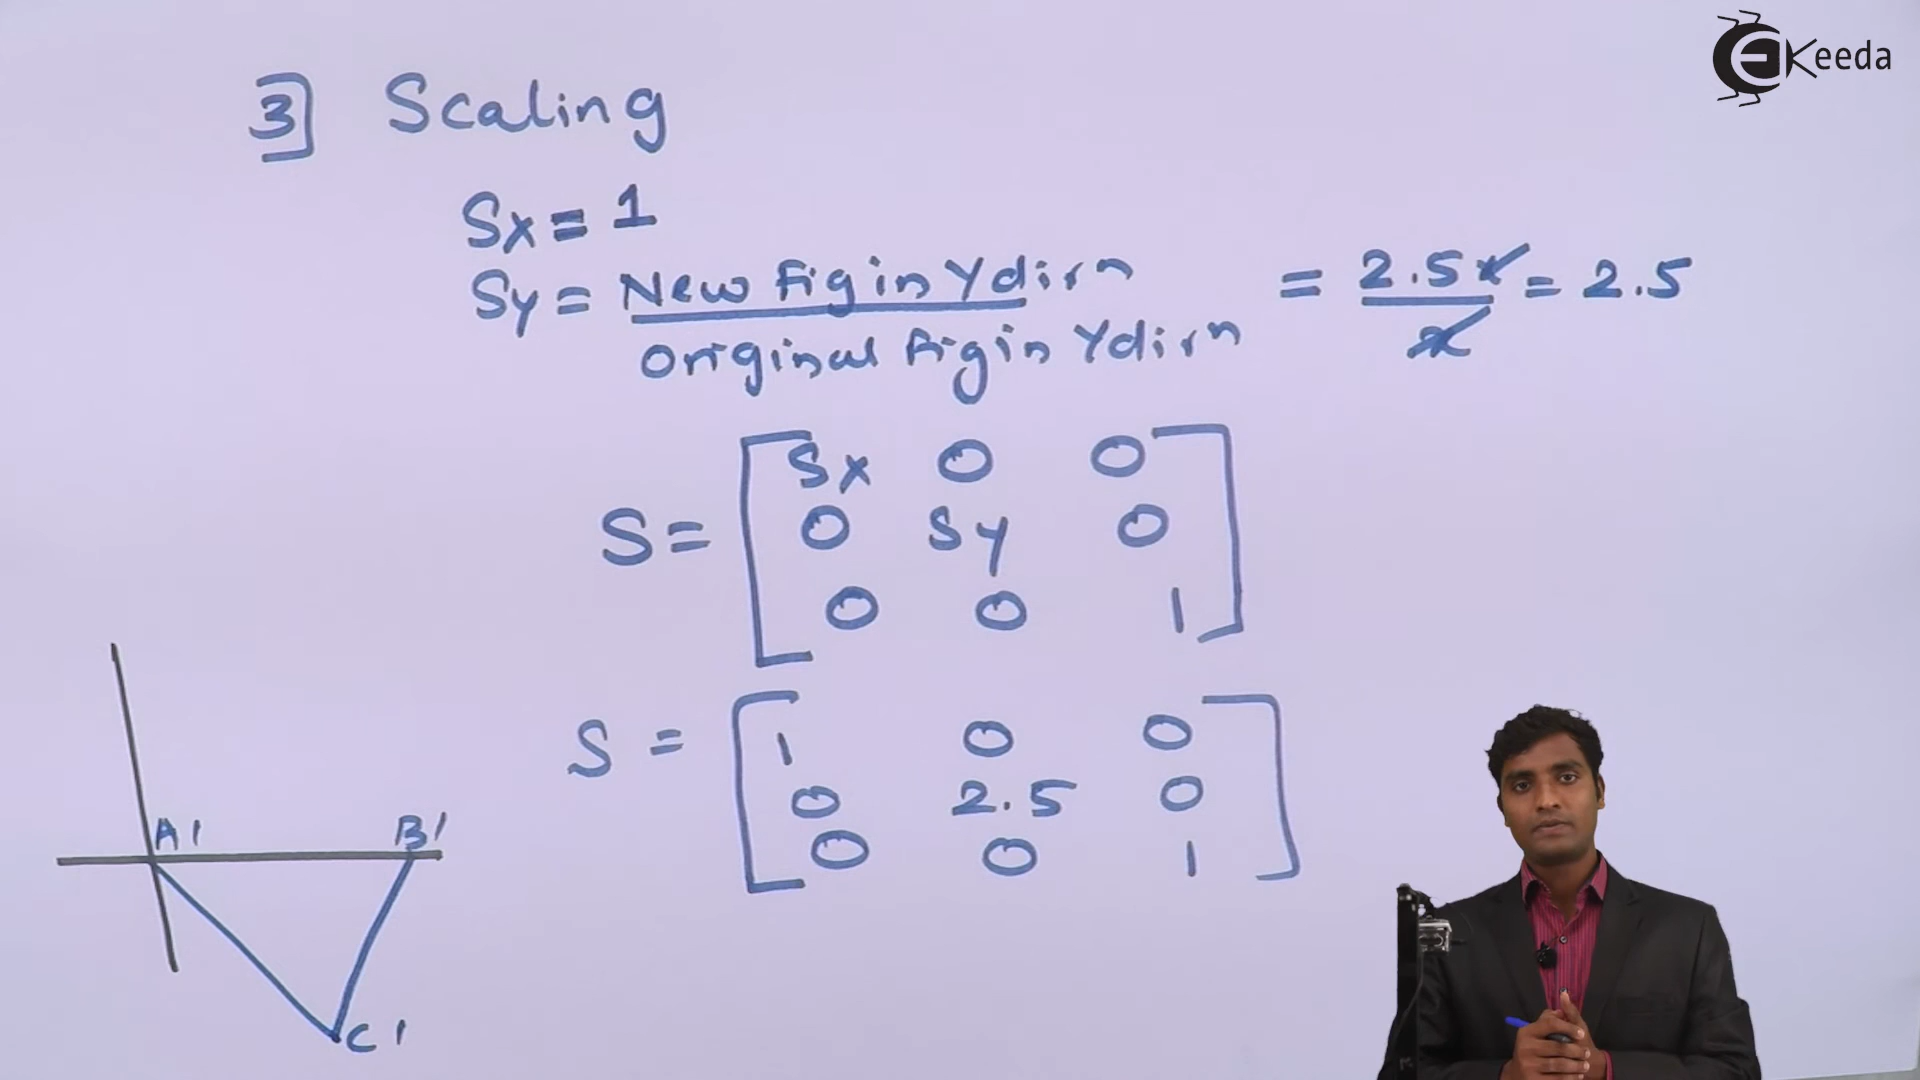 EKeeda
3] Scaling
Sx = 1
Sy = New Fig in Y dirn / Original Fig in Y dirn = 2.5x / x = 2.5
S = [ Sx 0 0
0 Sy 0
0 0 1 ]
S = [ 1 0 0
0 2.5 0
0 0 1 ]
A' B'
C'